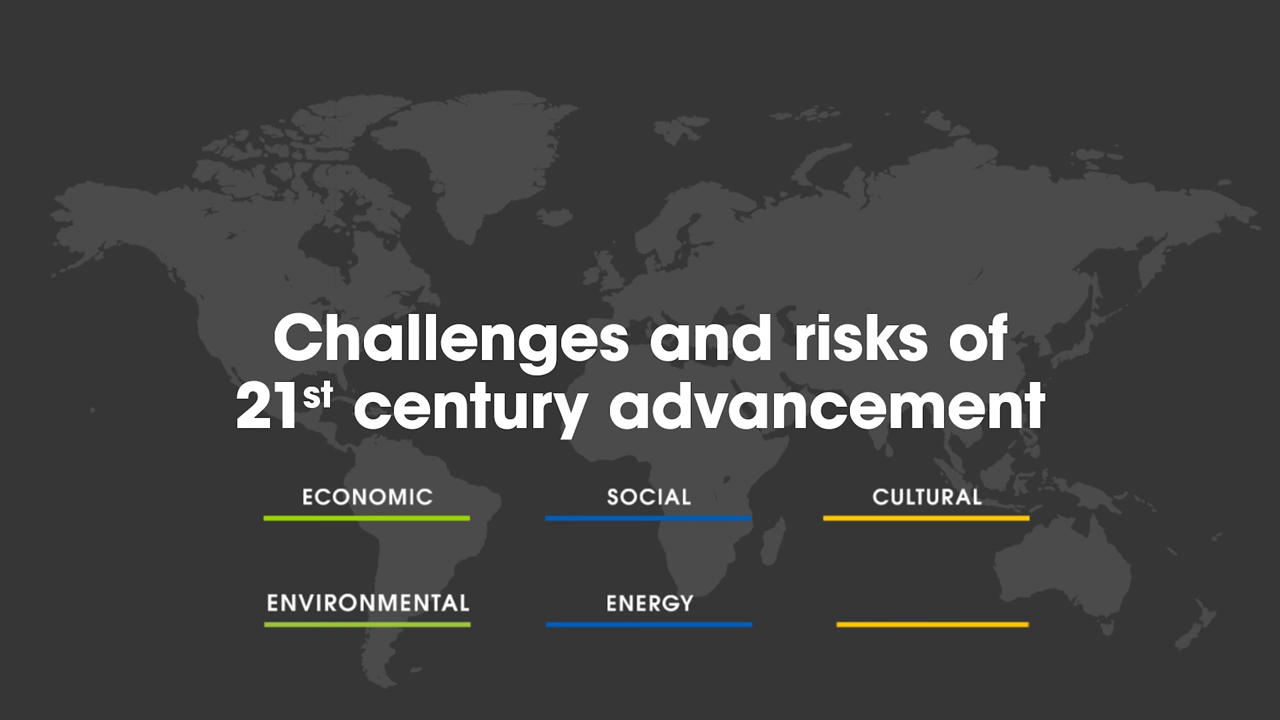 Challenges and risks of
21st century advancement
ECONOMIC
SOCIAL
CULTURAL
ENVIRONMENTAL
ENERGY